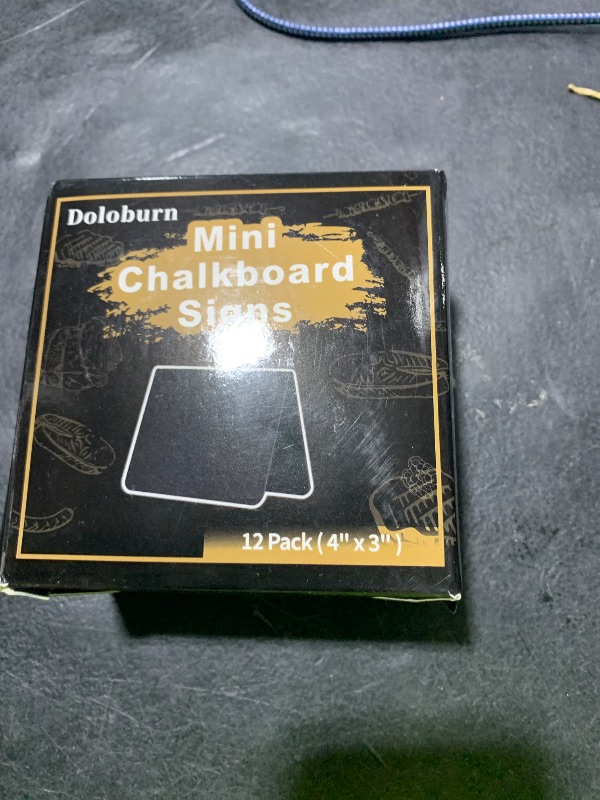 Doloburn
Mini
Chalkboard
Signs
12 Pack ( 4" x 3" )